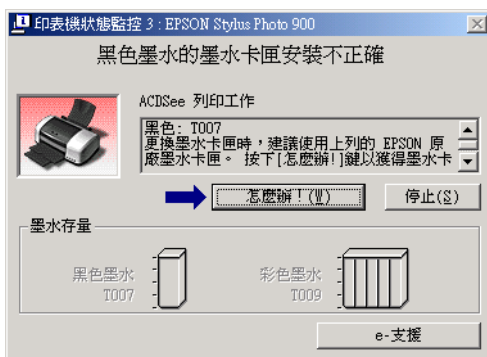 印表機狀態監控 3 : EPSON Stylus Photo 900
黑色墨水的墨水卡匣安裝不正確
ACDSee 列印工作
黑色: T007
更換墨水卡匣時，建議使用上列的 EPSON 原
廠墨水卡匣。 按下[怎麼辦!]鍵以獲得墨水卡
怎麼辦！(W)
停止(S)
墨水存量
黑色墨水
T007
彩色墨水
T009
e-支援